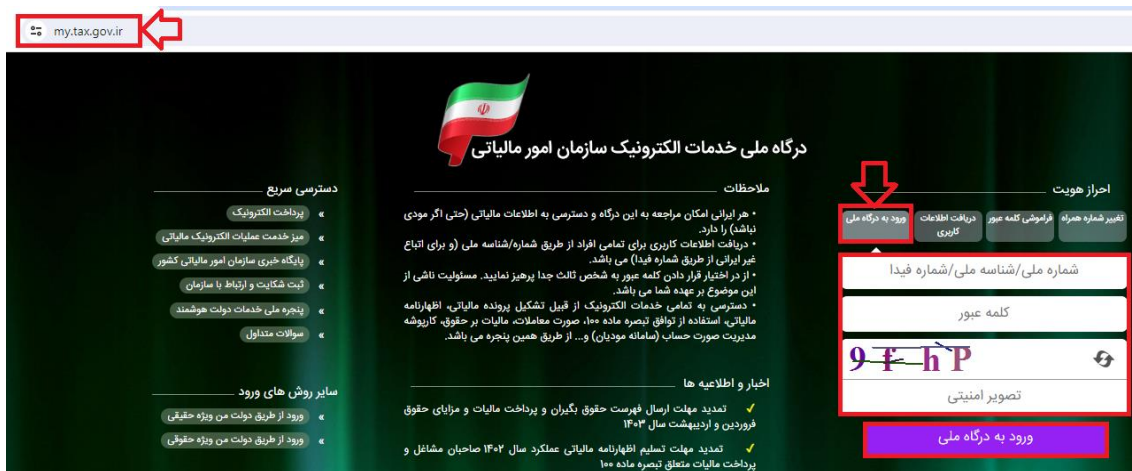 my.tax.gov.ir
درگاه ملی خدمات الکترونیک سازمان امور مالیاتی
احراز هویت
تغییر شماره همراه
فراموشی کلمه عبور
دریافت اطلاعات
کاربری
ورود به درگاه ملی
شماره ملی/شناسه ملی/شماره فیدا
کلمه عبور
9 f h P
تصویر امنیتی
ورود به درگاه ملی
ملاحظات
• هر ایرانی امکان مراجعه به این درگاه و دسترسی به اطلاعات مالیاتی (حتی اگر مودی
نباشد) را دارد.
• دریافت اطلاعات کاربری برای تمامی افراد از طریق شماره/شناسه ملی (و برای اتباع
غیر ایرانی از طریق شماره فیدا) می باشد.
• از در اختیار قرار دادن کلمه عبور به شخص ثالث جدا پرهیز نمایید. مسئولیت ناشی از
این موضوع بر عهده شما می باشد.
• دسترسی به تمامی خدمات الکترونیک از قبیل تشکیل پرونده مالیاتی، اظهارنامه
مالیاتی، استفاده از توافق تبصره ماده ۱۰۰، صورت معاملات، مالیات بر حقوق، کارپوشه
مدیریت صورت حساب (سامانه مودیان) و... از طریق همین پنجره می باشد.
اخبار و اطلاعیه ها
✓ تمدید مهلت ارسال فهرست حقوق بگیران و پرداخت مالیات و مزایای حقوق
فروردین و اردیبهشت سال ۱۴۰۳
✓ تمدید مهلت تسلیم اظهارنامه مالیاتی عملکرد سال ۱۴۰۲ صاحبان مشاغل و
پرداخت مالیات متعلق تبصره ماده ۱۰۰
دسترسی سریع
» پرداخت الکترونیک
» میز خدمت عملیات الکترونیک مالیاتی
» پایگاه خبری سازمان امور مالیاتی کشور
» ثبت شکایت و ارتباط با سازمان
» پنجره ملی خدمات دولت هوشمند
» سوالات متداول
سایر روش های ورود
» ورود از طریق دولت من ویژه حقیقی
» ورود از طریق دولت من ویژه حقوقی